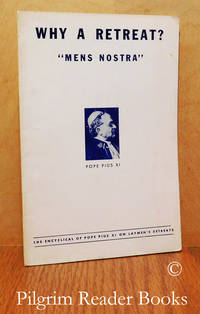 WHY A RETREAT?
"MENS NOSTRA"
POPE PIUS XI
THE ENCYCLICAL OF POPE PIUS XI ON LAYMEN'S RETREATS
©
Pilgrim Reader Books